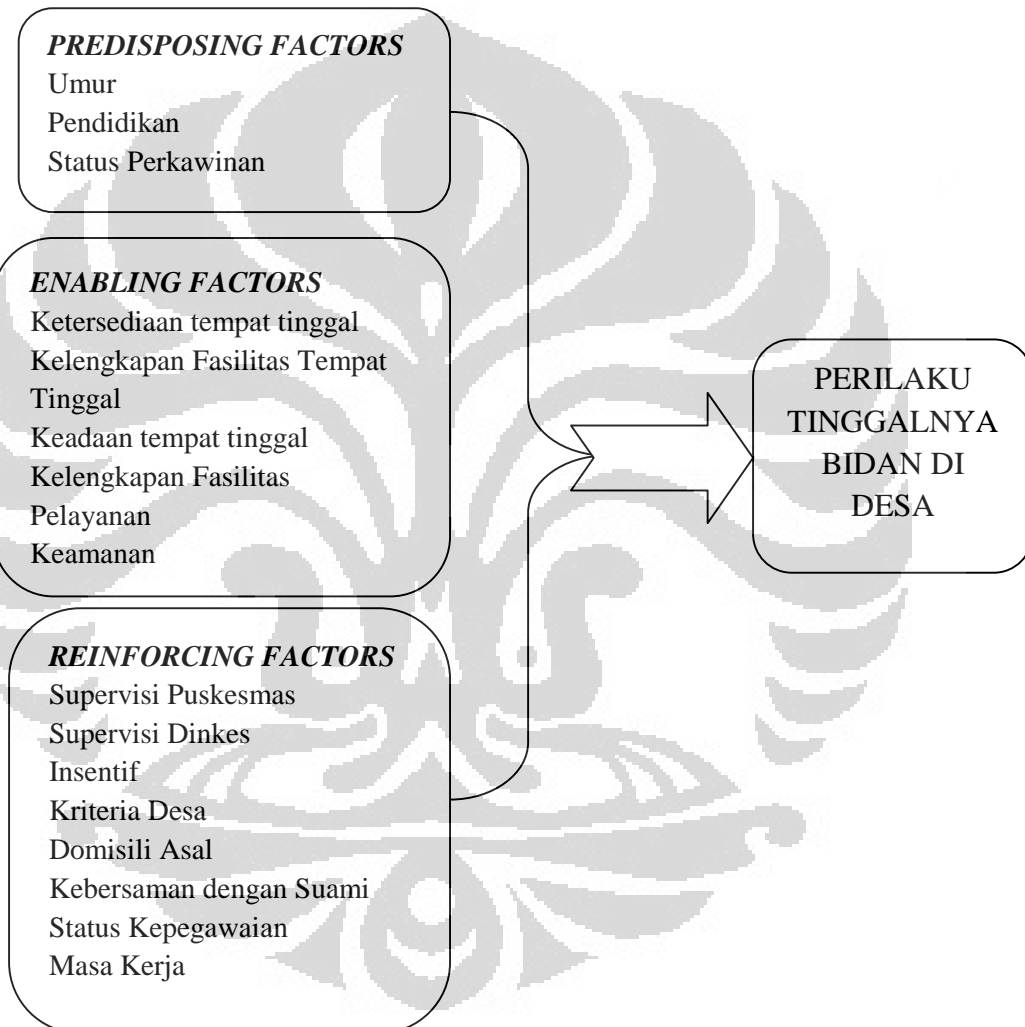 PREDISPOSING FACTORS
Umur
Pendidikan
Status Perkawinan
ENABLING FACTORS
Ketersediaan tempat tinggal
Kelengkapan Fasilitas Tempat
Tinggal
Keadaan tempat tinggal
Kelengkapan Fasilitas
Pelayanan
Keamanan
REINFORCING FACTORS
Supervisi Puskesmas
Supervisi Dinkes
Insentif
Kriteria Desa
Domisili Asal
Kebersaman dengan Suami
Status Kepegawaian
Masa Kerja
PERILAKU
TINGGALNYA
BIDAN DI
DESA